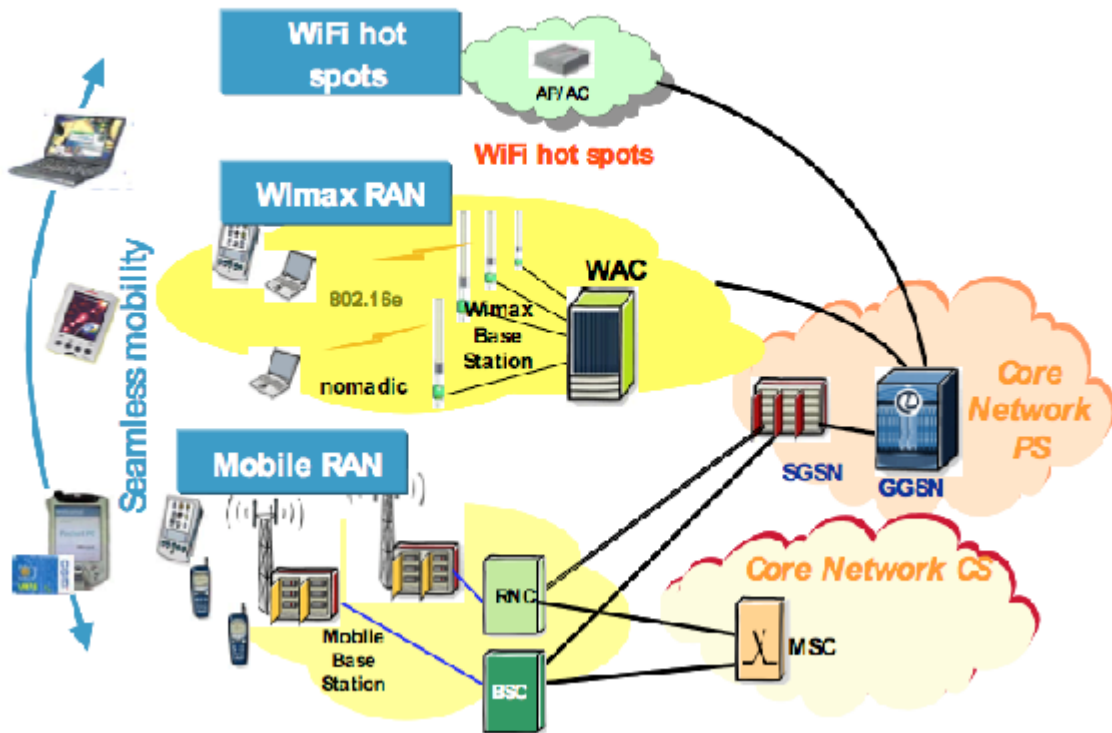 WiFi hot
spots
AP/AC
WiFi hot spots
Wimax RAN
WAC
802.16e
Wimax
Base
Station
nomadic
Seamless mobility
Core
Network
PS
SGSN
GGSN
Mobile RAN
Core Network CS
RNC
MSC
Mobile
Base
Station
BSC